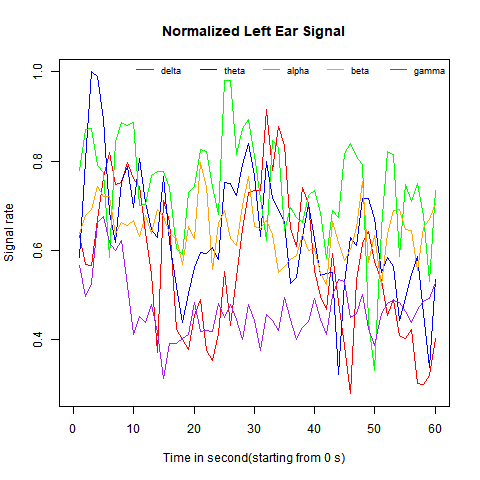 Normalized Left Ear Signal
delta theta alpha beta gamma
Signal rate
1.0
0.8
0.6
0.4
0 10 20 30 40 50 60
Time in second(starting from 0 s)